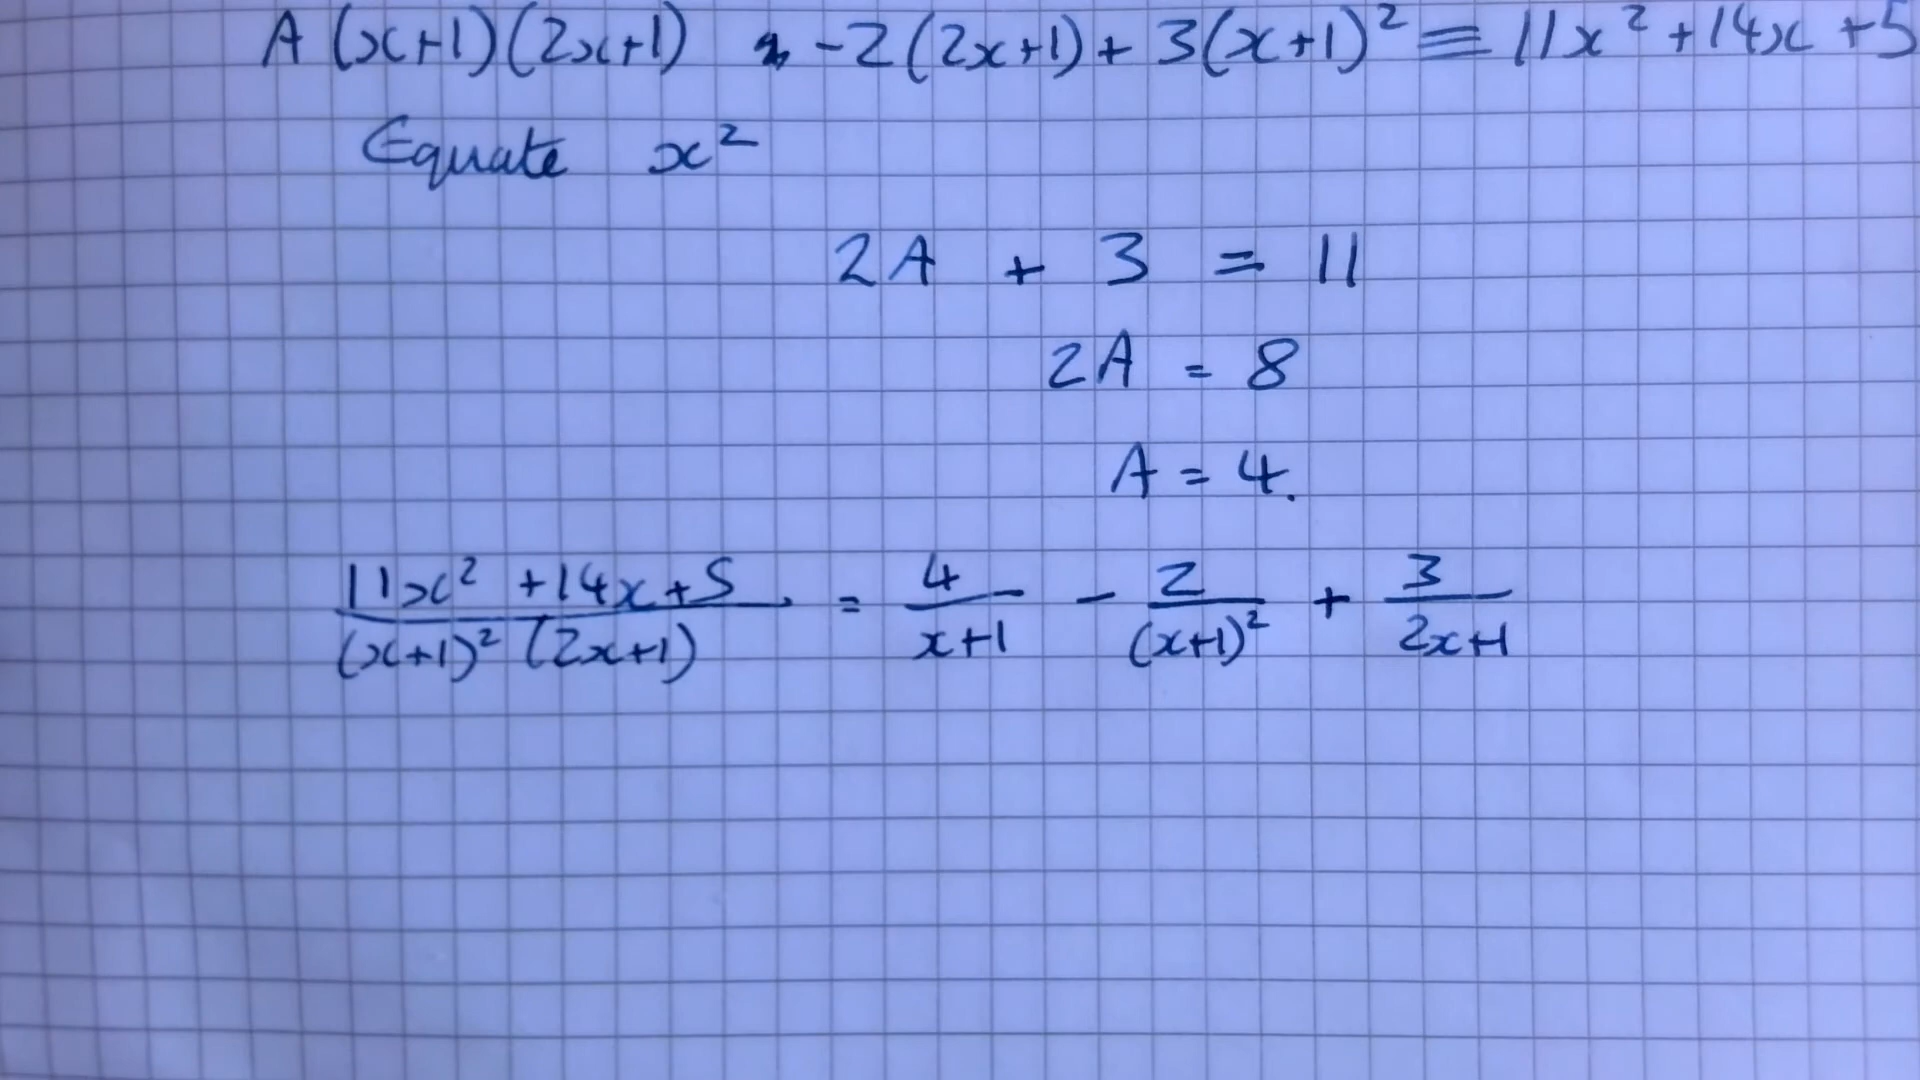 A(x+1)(2x+1) -2(2x+1)+3(x+1)² ≡ 11x²+14x+5
Equate x²
2A + 3 = 11
2A = 8
A = 4.
(11x²+14x+5)/((x+1)²(2x+1)) = 4/(x+1) - 2/(x+1)² + 3/(2x+1)